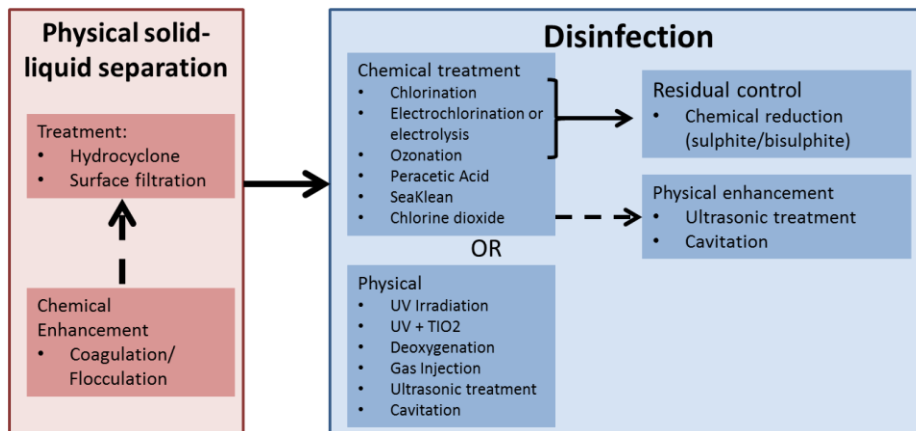 Physical solid-
liquid separation
Treatment:
• Hydrocyclone
• Surface filtration
Chemical
Enhancement
• Coagulation/
Flocculation
Disinfection
Chemical treatment
• Chlorination
• Electrochlorination or
electrolysis
• Ozonation
• Peracetic Acid
• SeaKlean
• Chlorine dioxide
OR
Physical
• UV Irradiation
• UV + TIO2
• Deoxygenation
• Gas Injection
• Ultrasonic treatment
• Cavitation
Residual control
• Chemical reduction
(sulphite/bisulphite)
Physical enhancement
• Ultrasonic treatment
• Cavitation